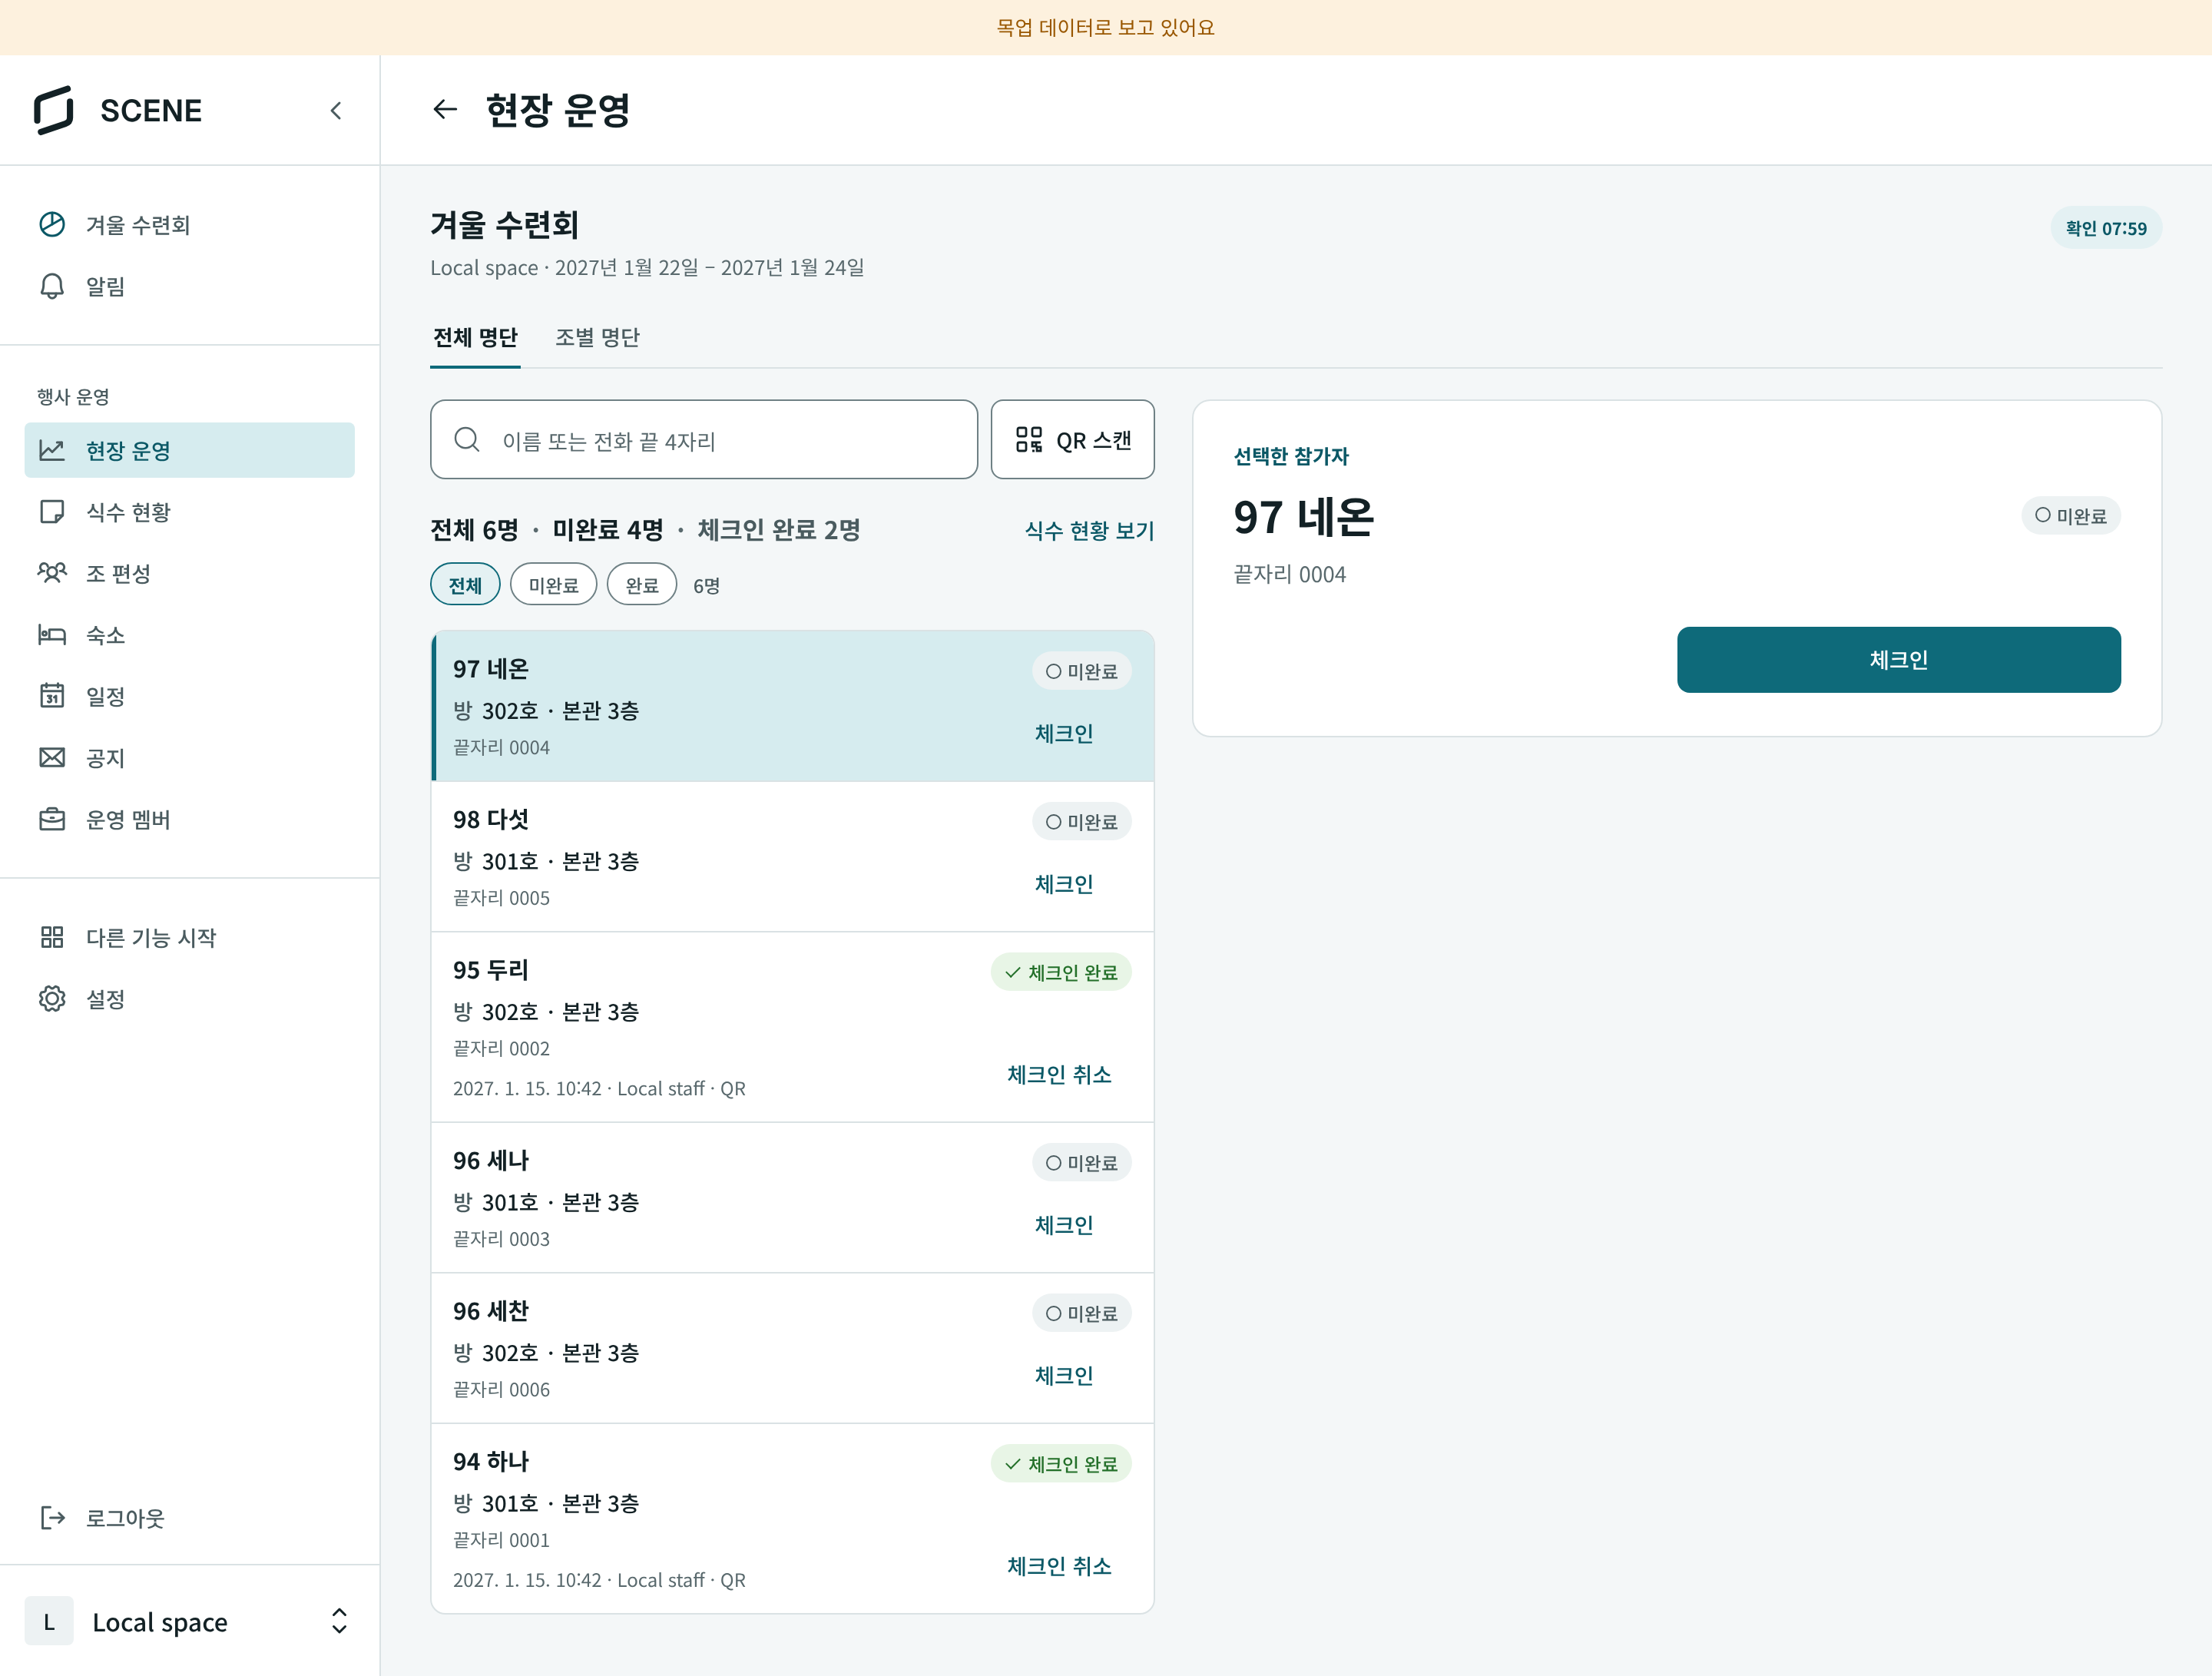 목업 데이터로 보고 있어요
SCENE
현장 운영
겨울 수련회
알림
행사 운영
현장 운영
식수 현황
조 편성
숙소
일정
공지
운영 멤버
다른 기능 시작
설정
로그아웃
L Local space
겨울 수련회
확인 07:59
Local space · 2027년 1월 22일 – 2027년 1월 24일
전체 명단 조별 명단
이름 또는 전화 끝 4자리
QR 스캔
전체 6명 · 미완료 4명 · 체크인 완료 2명
식수 현황 보기
전체 미완료 완료 6명
97 네온
미완료
방 302호 · 본관 3층
체크인
끝자리 0004
98 다섯
미완료
방 301호 · 본관 3층
체크인
끝자리 0005
95 두리
체크인 완료
방 302호 · 본관 3층
끝자리 0002
체크인 취소
2027. 1. 15. 10:42 · Local staff · QR
96 세나
미완료
방 301호 · 본관 3층
체크인
끝자리 0003
96 세찬
미완료
방 302호 · 본관 3층
체크인
끝자리 0006
94 하나
체크인 완료
방 301호 · 본관 3층
끝자리 0001
체크인 취소
2027. 1. 15. 10:42 · Local staff · QR
선택한 참가자
97 네온
미완료
끝자리 0004
체크인